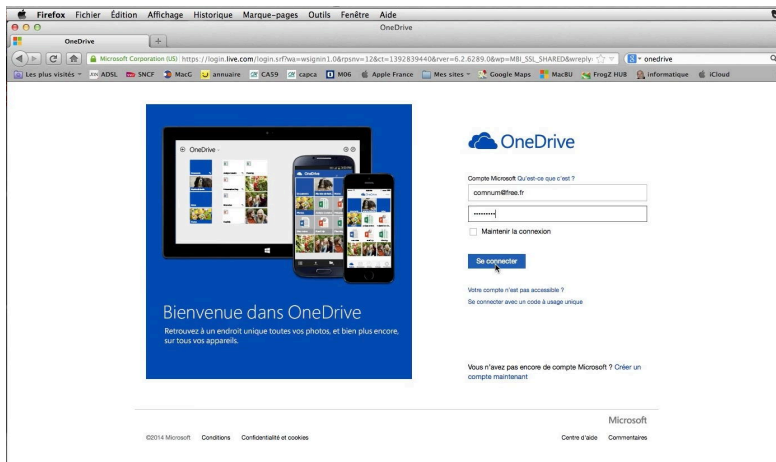 Firefox Fichier Édition Affichage Historique Marque-pages Outils Fenêtre Aide
OneDrive
OneDrive
Microsoft Corporation (US) https://login.live.com/login.srf?wa=wsignin1.0&rpsnv=12&ct=1392839440&rver=6.2.6289.0&wp=MBI_SSL_SHARED&wreply= onedrive
Les plus visités ADSL SNCF MacG annuaire CA59 capca M06 Apple France Mes sites Google Maps MacBU FrogZ HUB informatique iCloud
OneDrive
OneDrive
Compte Microsoft Qu'est-ce que c'est ?
comnum@free.fr
Maintenir la connexion
Se connecter
Votre compte n'est pas accessible ?
Se connecter avec un code à usage unique
Bienvenue dans OneDrive
Retrouvez à un endroit unique toutes vos photos, et bien plus encore,
sur tous vos appareils.
Vous n'avez pas encore de compte Microsoft ? Créer un
compte maintenant
Microsoft
©2014 Microsoft Conditions Confidentialité et cookies Centre d'aide Commentaires